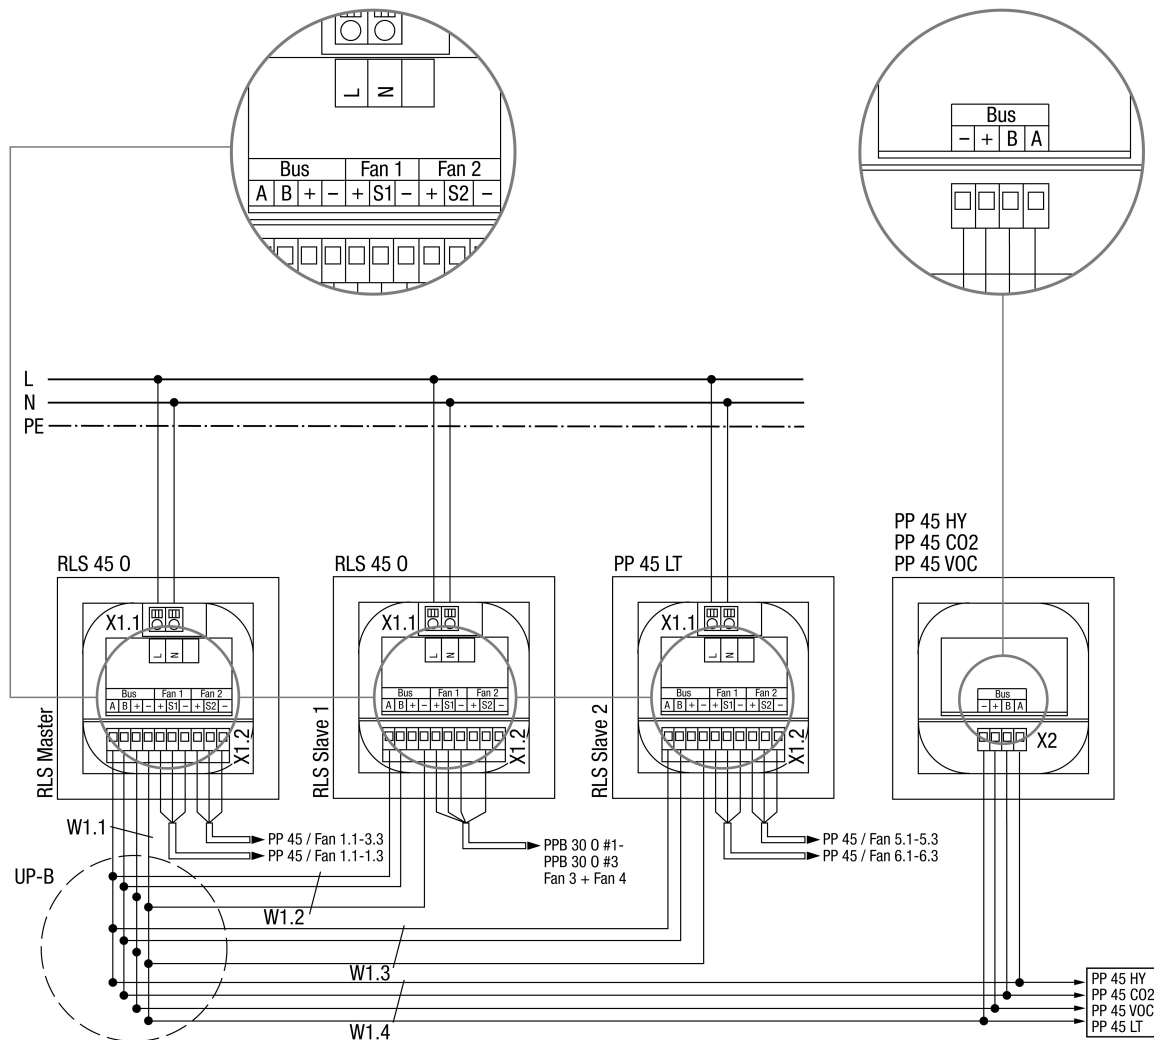 L N
Bus Fan 1 Fan 2
A B + – + S1 – + S2 –
Bus
– + B A
L
N
PE
RLS 45 O
RLS 45 O
PP 45 LT
PP 45 HY
PP 45 CO2
PP 45 VOC
X1.1
L N
Bus Fan 1 Fan 2
A B + – + S1 – + S2 –
X1.2
RLS Master
X1.1
L N
Bus Fan 1 Fan 2
A B + – + S1 – + S2 –
X1.2
RLS Slave 1
X1.1
L N
Bus Fan 1 Fan 2
A B + – + S1 – + S2 –
X1.2
RLS Slave 2
Bus
– + B A
X2
W1.1
PP 45 / Fan 1.1-3.3
PP 45 / Fan 1.1-1.3
PPB 30 O #1-
PPB 30 O #3
Fan 3 + Fan 4
PP 45 / Fan 5.1-5.3
PP 45 / Fan 6.1-6.3
UP-B
W1.2
W1.3
W1.4
PP 45 HY
PP 45 CO2
PP 45 VOC
PP 45 LT